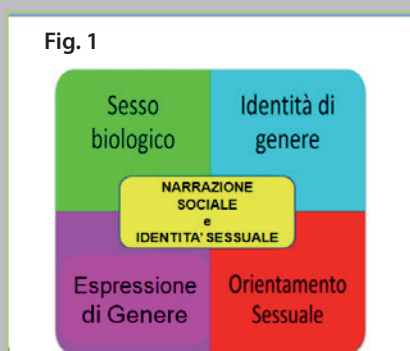 Fig. 1
Sesso
biologico
Identità di
genere
NARRAZIONE
SOCIALE
e
IDENTITA' SESSUALE
Espressione
di Genere
Orientamento
Sessuale